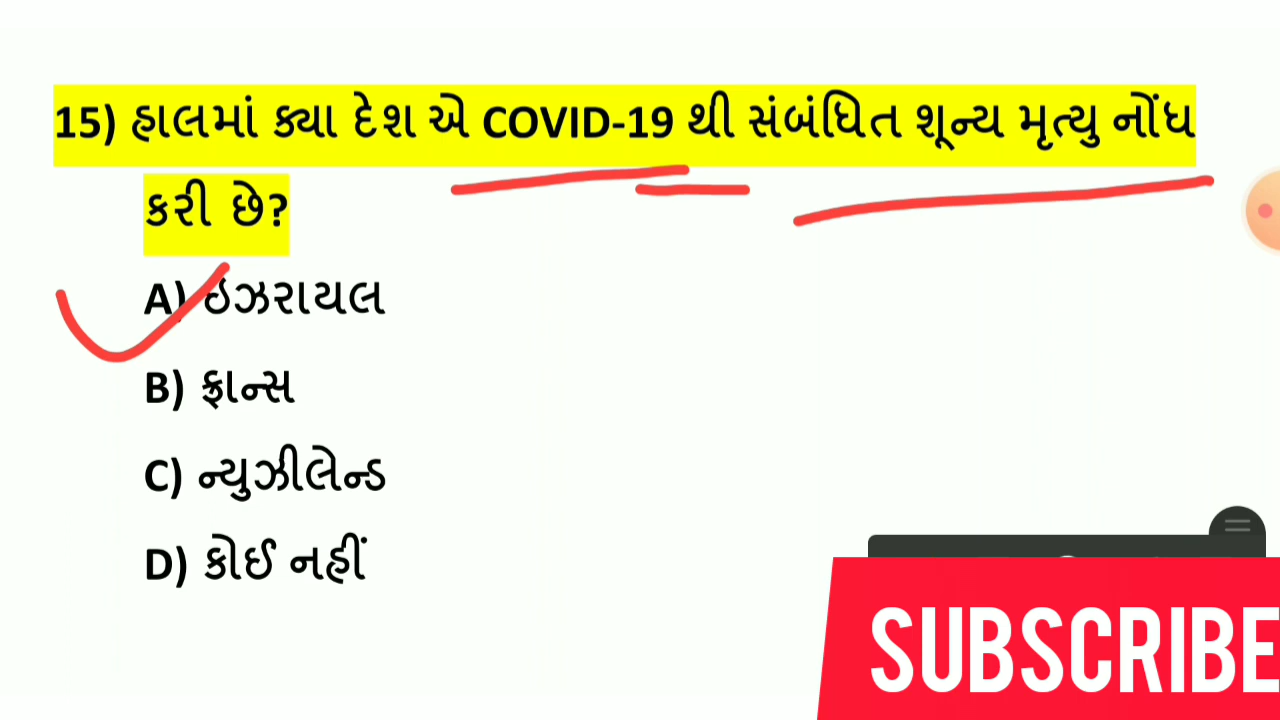 15) હાલમાં ક્યા દેશ એ COVID-19 થી સંબંધિત શૂન્ય મૃત્યુ નોંધ
કરી છે?
A) ઇઝરાયલ
B) ફ્રાન્સ
C) ન્યુઝીલેન્ડ
D) કોઈ નહીં
SUBSCRIBE